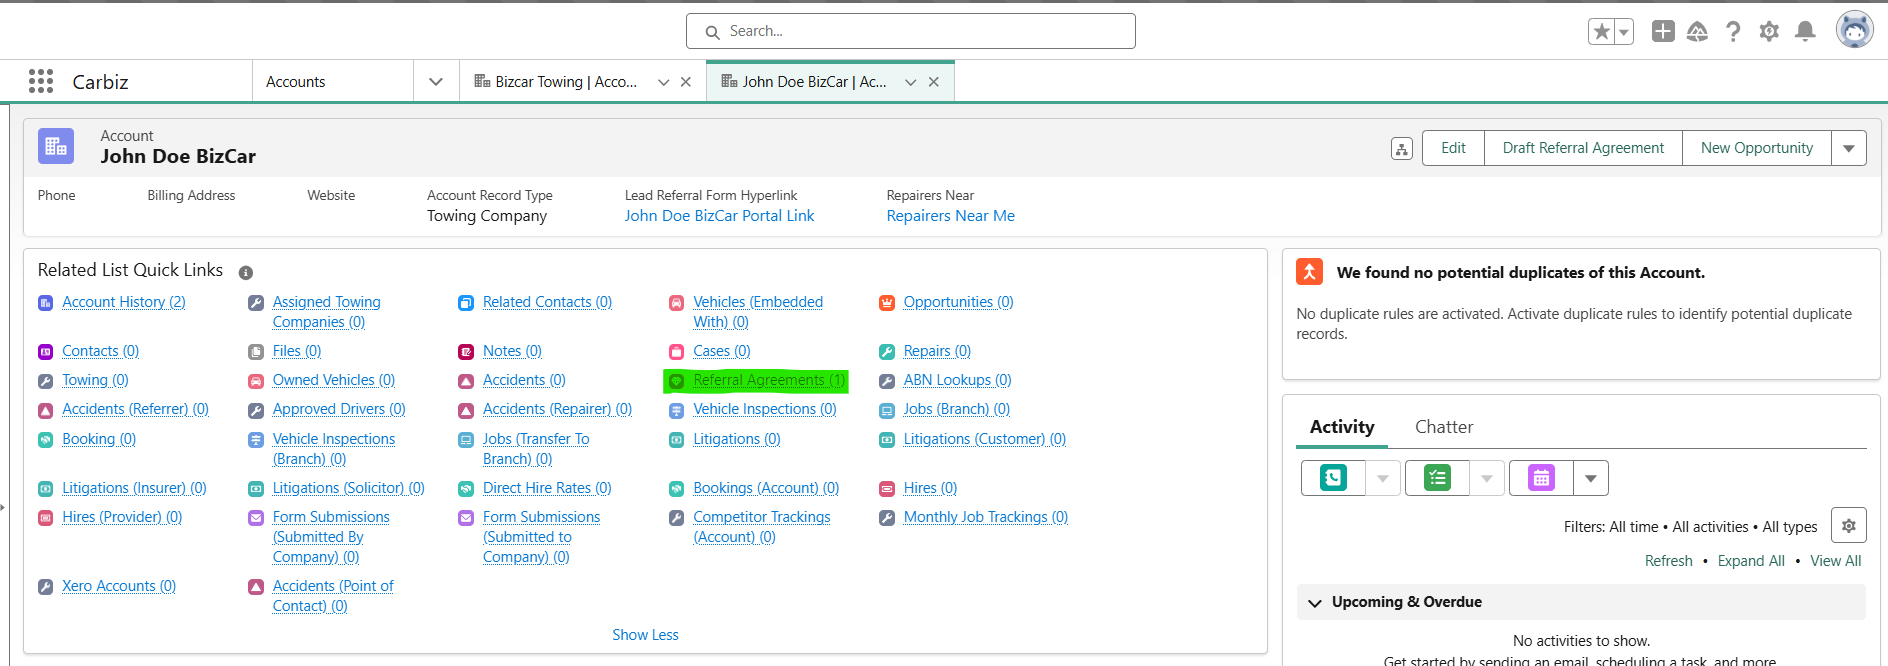 Search...
Carbiz
Accounts
Bizcar Towing | Acco...
John Doe BizCar | Ac...
Account
John Doe BizCar
Edit
Draft Referral Agreement
New Opportunity
Phone
Billing Address
Website
Account Record Type
Towing Company
Lead Referral Form Hyperlink
John Doe BizCar Portal Link
Repairers Near
Repairers Near Me
Related List Quick Links
Account History (2)
Assigned Towing
Companies (0)
Related Contacts (0)
Vehicles (Embedded
With) (0)
Opportunities (0)
Contacts (0)
Files (0)
Notes (0)
Cases (0)
Repairs (0)
Towing (0)
Owned Vehicles (0)
Accidents (0)
Referral Agreements (1)
ABN Lookups (0)
Accidents (Referrer) (0)
Approved Drivers (0)
Accidents (Repairer) (0)
Vehicle Inspections (0)
Jobs (Branch) (0)
Booking (0)
Vehicle Inspections
(Branch) (0)
Jobs (Transfer To
Branch) (0)
Litigations (0)
Litigations (Customer) (0)
Litigations (Insurer) (0)
Litigations (Solicitor) (0)
Direct Hire Rates (0)
Bookings (Account) (0)
Hires (0)
Hires (Provider) (0)
Form Submissions
(Submitted By
Company) (0)
Form Submissions
(Submitted to
Company) (0)
Competitor Trackings
(Account) (0)
Monthly Job Trackings (0)
Xero Accounts (0)
Accidents (Point of
Contact) (0)
Show Less
We found no potential duplicates of this Account.
No duplicate rules are activated. Activate duplicate rules to identify potential duplicate
records.
Activity
Chatter
Filters: All time • All activities • All types
Refresh • Expand All • View All
Upcoming & Overdue
No activities to show.
Get started by sending an email, scheduling a task, and more.